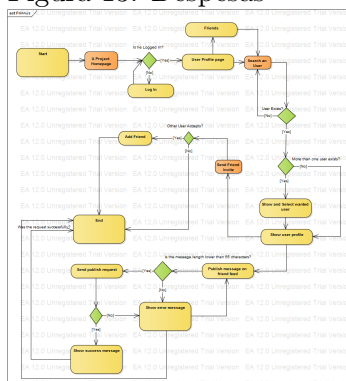 act Friends
Friends
Is he Logged In?
Start
A Project
Homepage
[Yes]
User Profile page
Search an
User
[No]
[No]
Log in
User Exists?
Other User Accepts?
[Yes]
Add Friend
[Yes]
More than one user exists?
[No]
Send Friend
Invite
[No]
[Yes]
Show and Select wanted
user
Was the request successful?
End
Show user profile
Is the message length lower than 95 characters?
Send publish request
[Yes]
Publish message on
friend feed
[No]
[No]
Show error message
[Yes]
Show success message
EA 12.0 Unregistered Trial Version